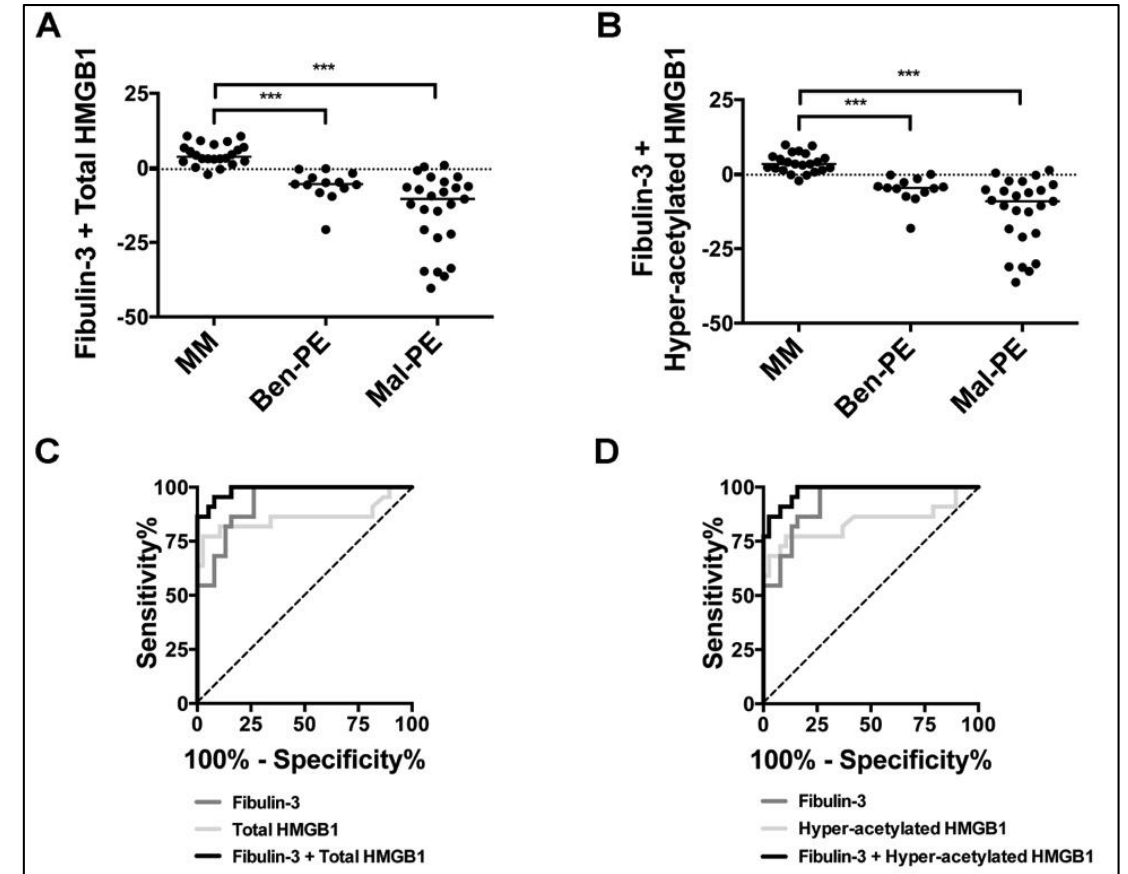 A
Fibulin-3 + Total HMGB1
***
***
25
0
-25
-50
MM
Ben-PE
Mal-PE
B
Fibulin-3 +
Hyper-acetylated HMGB1
***
***
25
0
-25
-50
MM
Ben-PE
Mal-PE
C
Sensitivity%
100
75
50
25
0
0 25 50 75 100
100% - Specificity%
Fibulin-3
Total HMGB1
Fibulin-3 + Total HMGB1
D
Sensitivity%
100
75
50
25
0
0 25 50 75 100
100% - Specificity%
Fibulin-3
Hyper-acetylated HMGB1
Fibulin-3 + Hyper-acetylated HMGB1